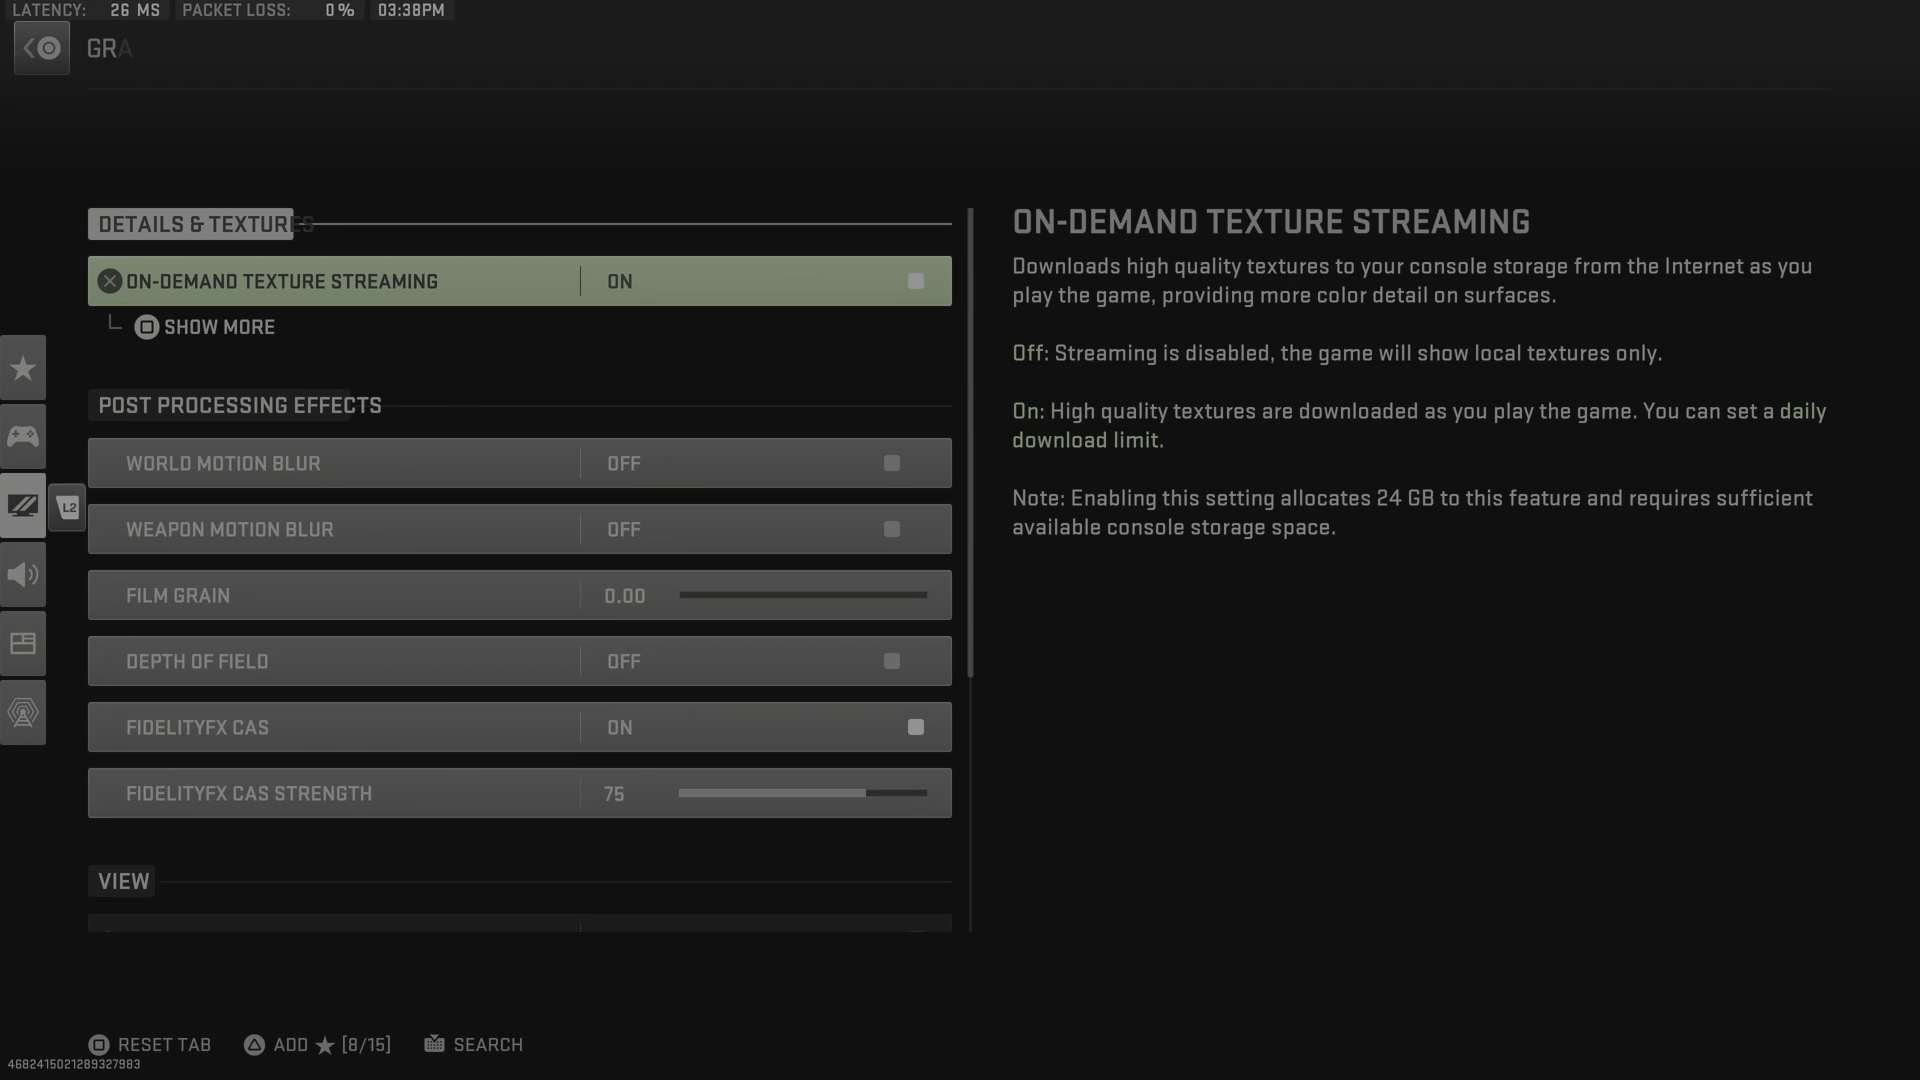 LATENCY: 26 MS PACKET LOSS: 0 % 03:38PM
GRA
DETAILS & TEXTURES
ON-DEMAND TEXTURE STREAMING ON
SHOW MORE
POST PROCESSING EFFECTS
WORLD MOTION BLUR OFF
L2
WEAPON MOTION BLUR OFF
FILM GRAIN 0.00
DEPTH OF FIELD OFF
FIDELITYFX CAS ON
FIDELITYFX CAS STRENGTH 75
VIEW
ON-DEMAND TEXTURE STREAMING
Downloads high quality textures to your console storage from the Internet as you
play the game, providing more color detail on surfaces.
Off: Streaming is disabled, the game will show local textures only.
On: High quality textures are downloaded as you play the game. You can set a daily
download limit.
Note: Enabling this setting allocates 24 GB to this feature and requires sufficient
available console storage space.
RESET TAB ADD ★ [8/15] SEARCH
4682415021289327983